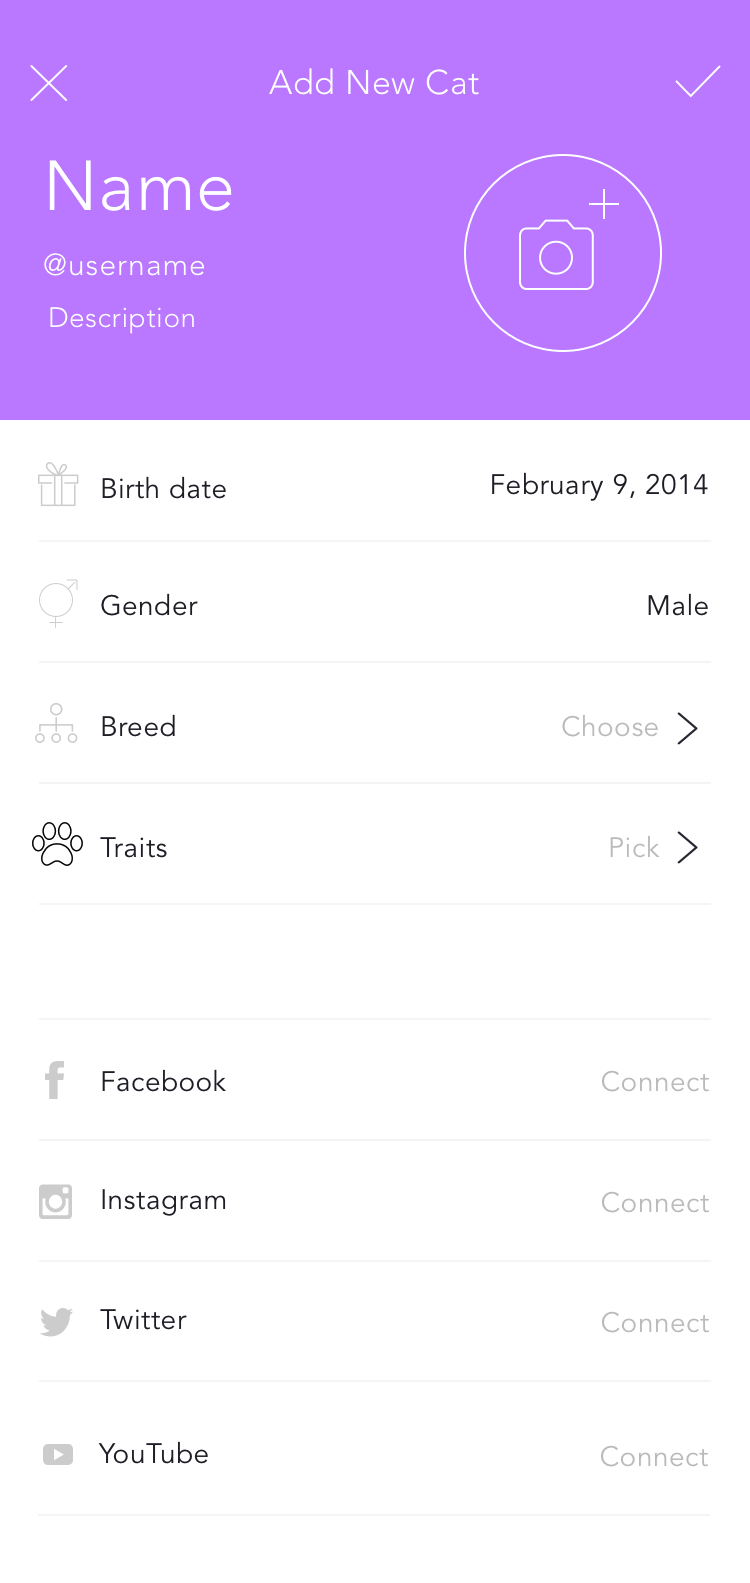 Add New Cat
Name
@username
Description
Birth date February 9, 2014
Gender Male
Breed Choose
Traits Pick
Facebook Connect
Instagram Connect
Twitter Connect
YouTube Connect